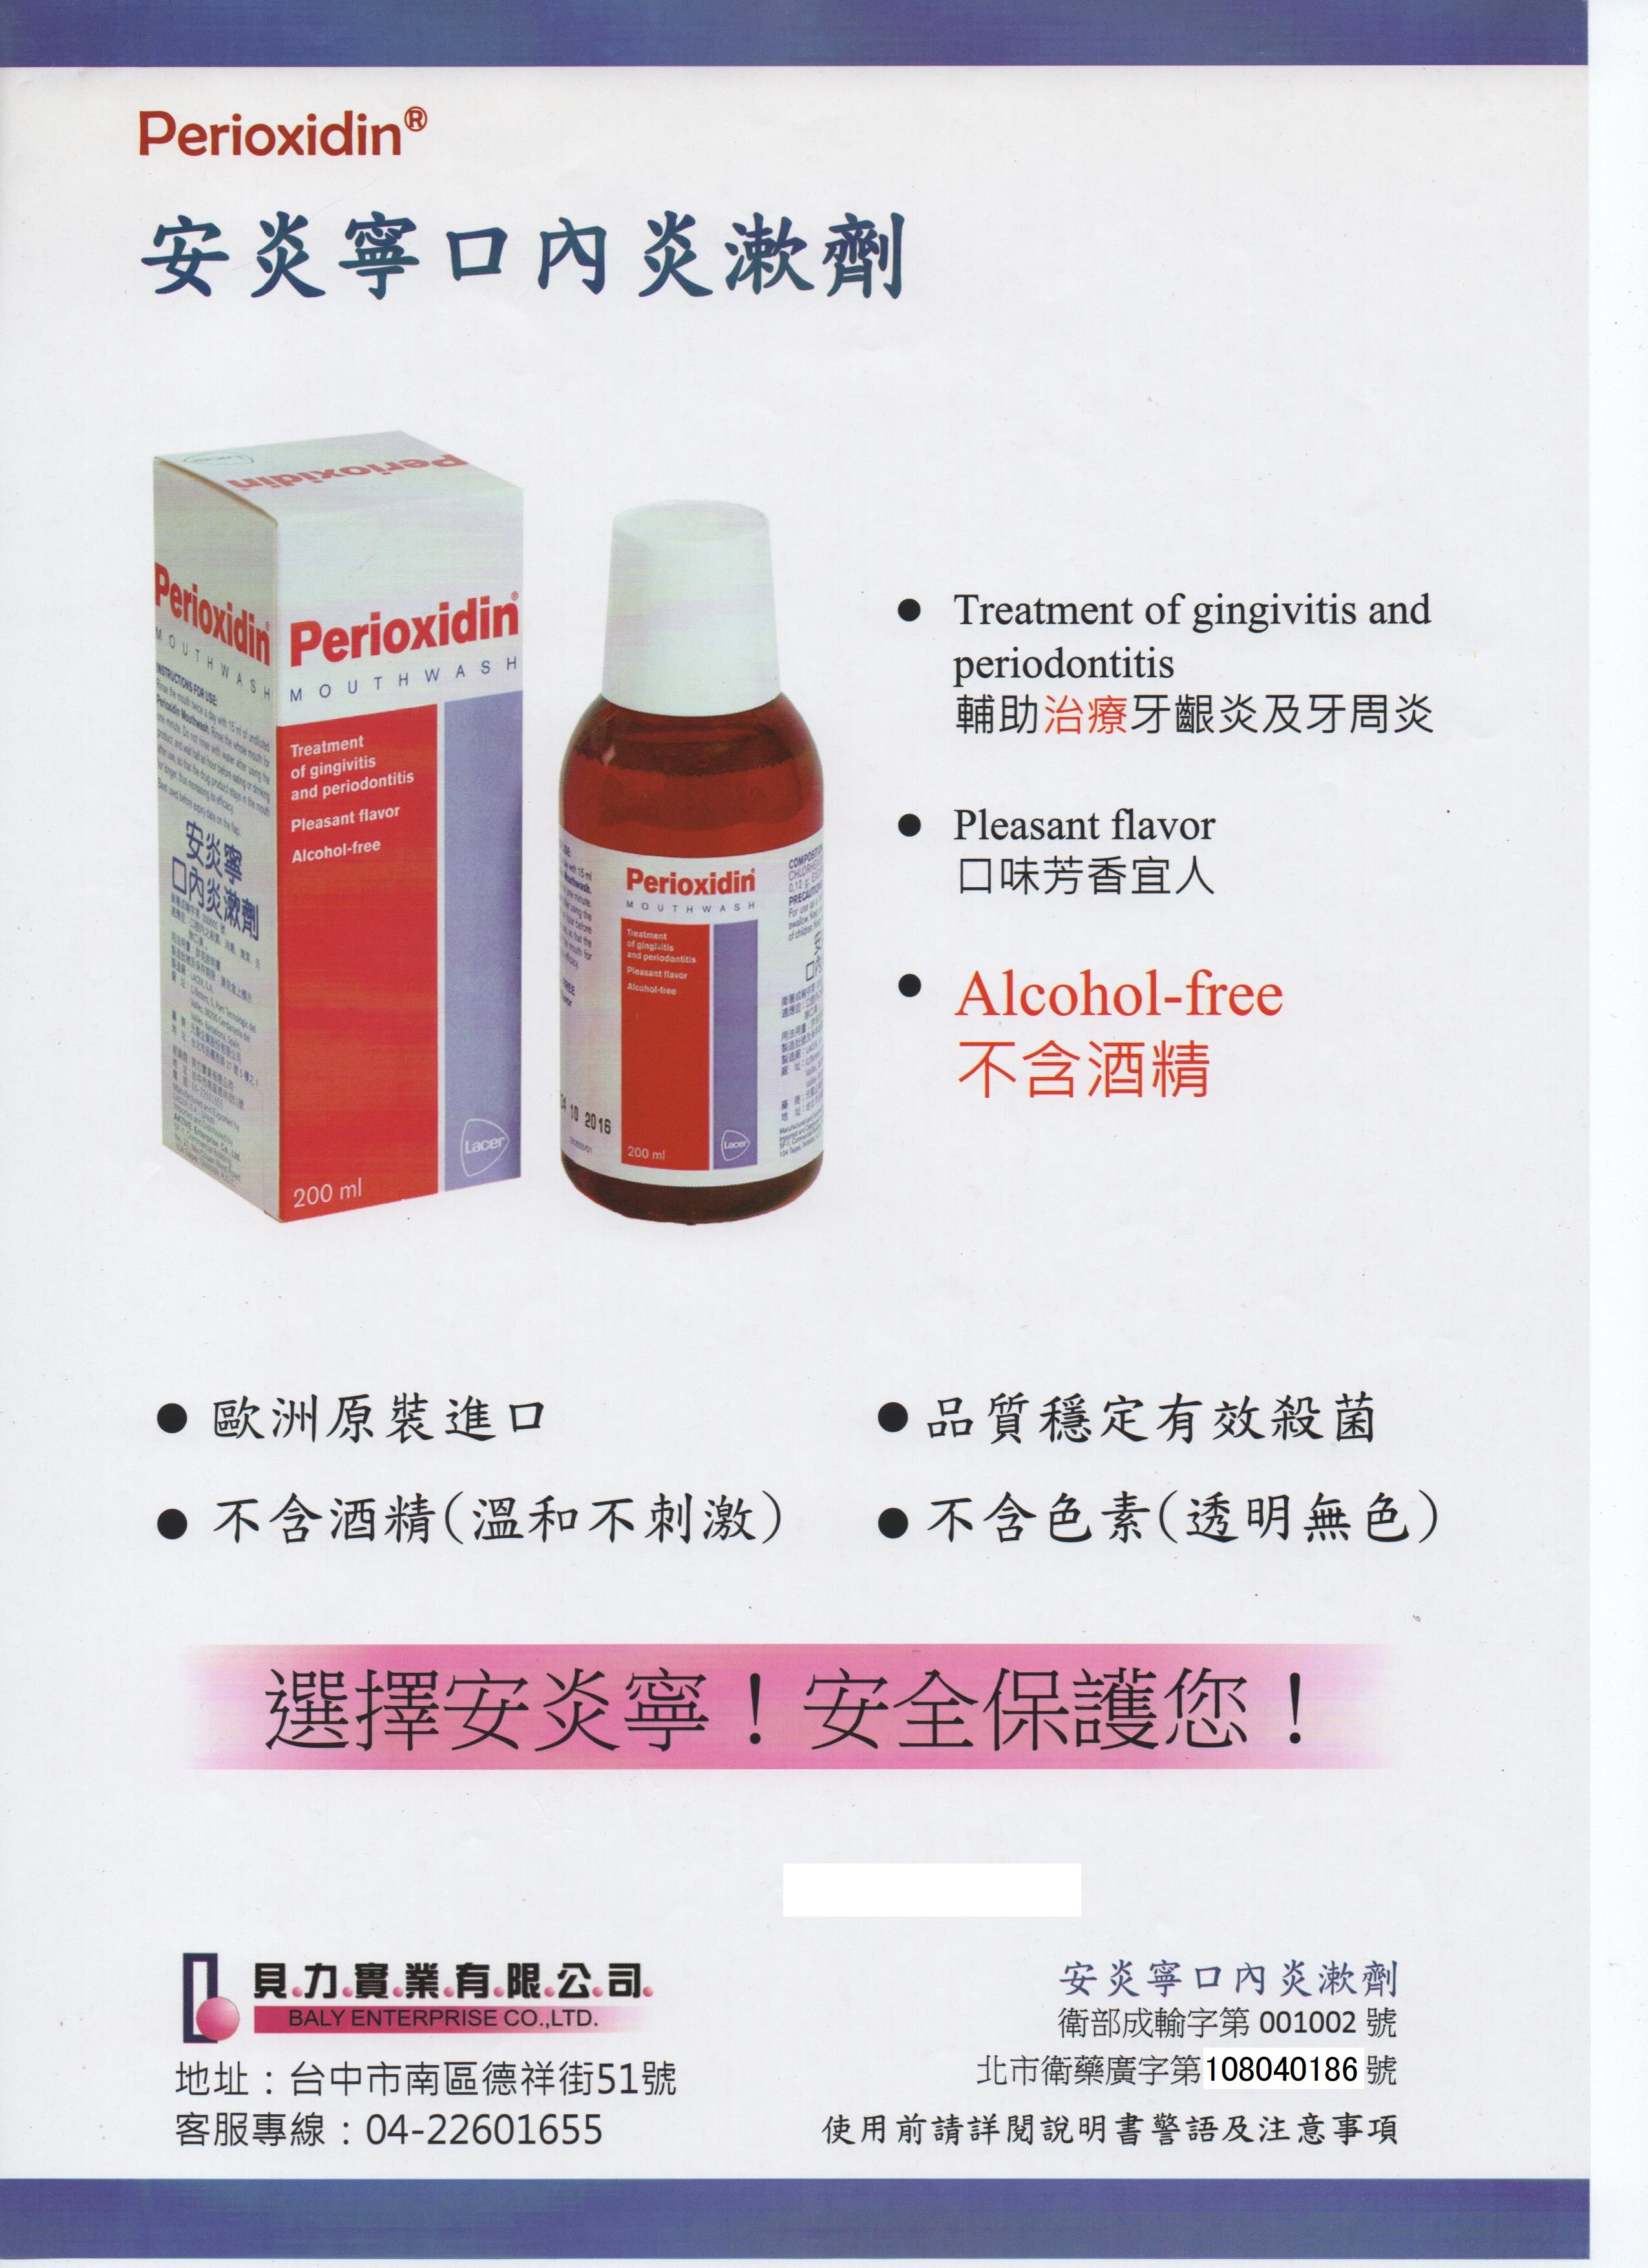 Perioxidin®
安炎寧口內炎漱劑
Perioxidin
Lacer
Perioxidin
MOUTHWASH
INSTRUCTIONS FOR USE:
安炎寧
口內炎漱劑
Perioxidin®
MOUTHWASH
Treatment
of gingivitis
and periodontitis
Pleasant flavor
Alcohol-free
Lacer
200 ml
Perioxidin
MOUTHWASH
Treatment
of gingivitis
and periodontitis
Pleasant flavor
Alcohol-free
10 2016
200 ml
Lacer
● Treatment of gingivitis and
periodontitis
輔助治療牙齦炎及牙周炎
● Pleasant flavor
口味芳香宜人
● Alcohol-free
不含酒精
● 歐洲原裝進口
● 品質穩定有效殺菌
● 不含酒精(溫和不刺激)
● 不含色素(透明無色)
選擇安炎寧！安全保護您！
貝.力.實.業.有.限.公.司.
BALY ENTERPRISE CO.,LTD.
地址：台中市南區德祥街51號
客服專線：04-22601655
安炎寧口內炎漱劑
衛部成輸字第 001002 號
北市衛藥廣字第108040186 號
使用前請詳閱說明書警語及注意事項